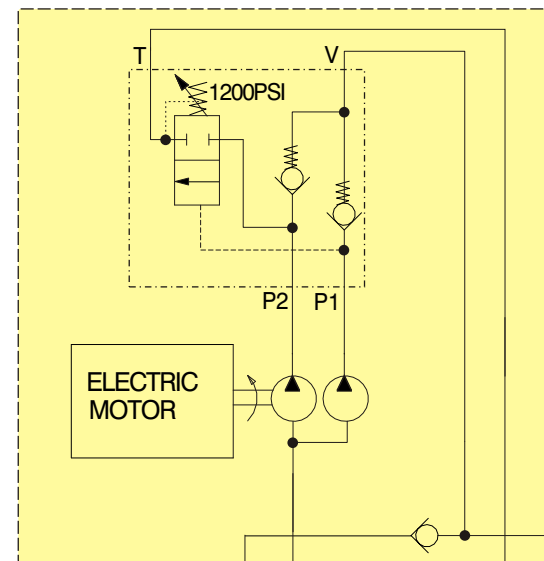 T V
1200PSI
P2 P1
ELECTRIC
MOTOR